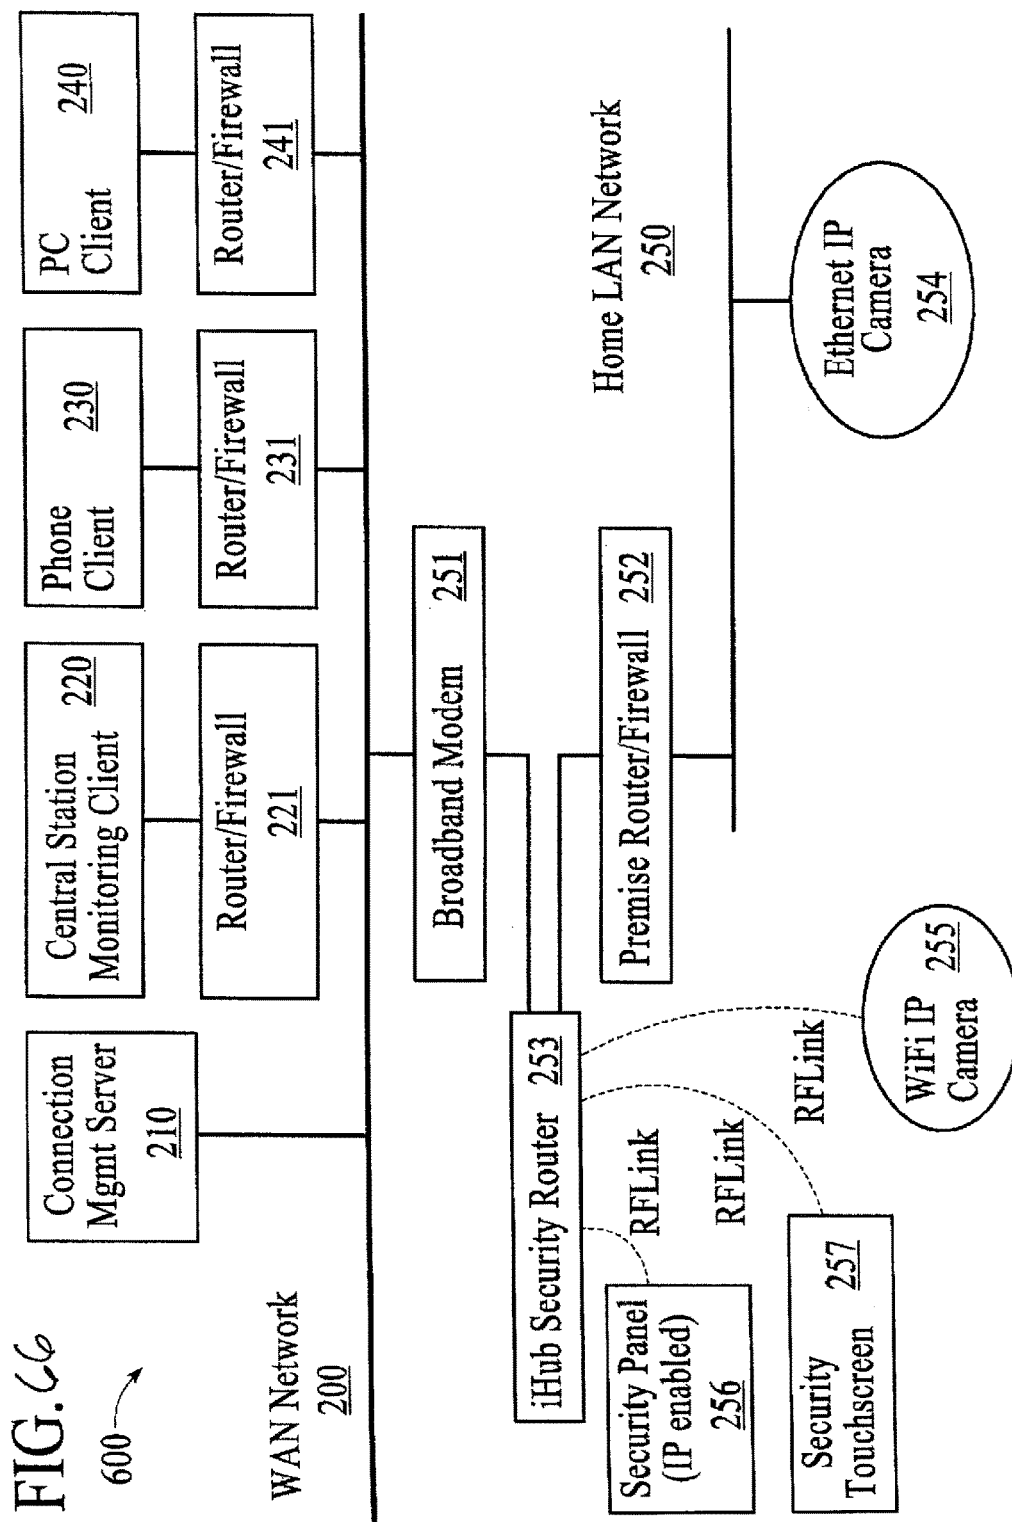 FIG. 66
600
WAN Network
200
Connection
Mgmt Server
210
Central Station
Monitoring Client
220
Router/Firewall
221
Phone
Client
230
Router/Firewall
231
PC
Client
240
Router/Firewall
241
Broadband Modem 251
iHub Security Router 253
Premise Router/Firewall 252
Home LAN Network
250
Security Panel
(IP enabled)
256
RFLink
RFLink
RFLink
Security
Touchscreen 257
WiFi IP
Camera 255
Ethernet IP
Camera
254